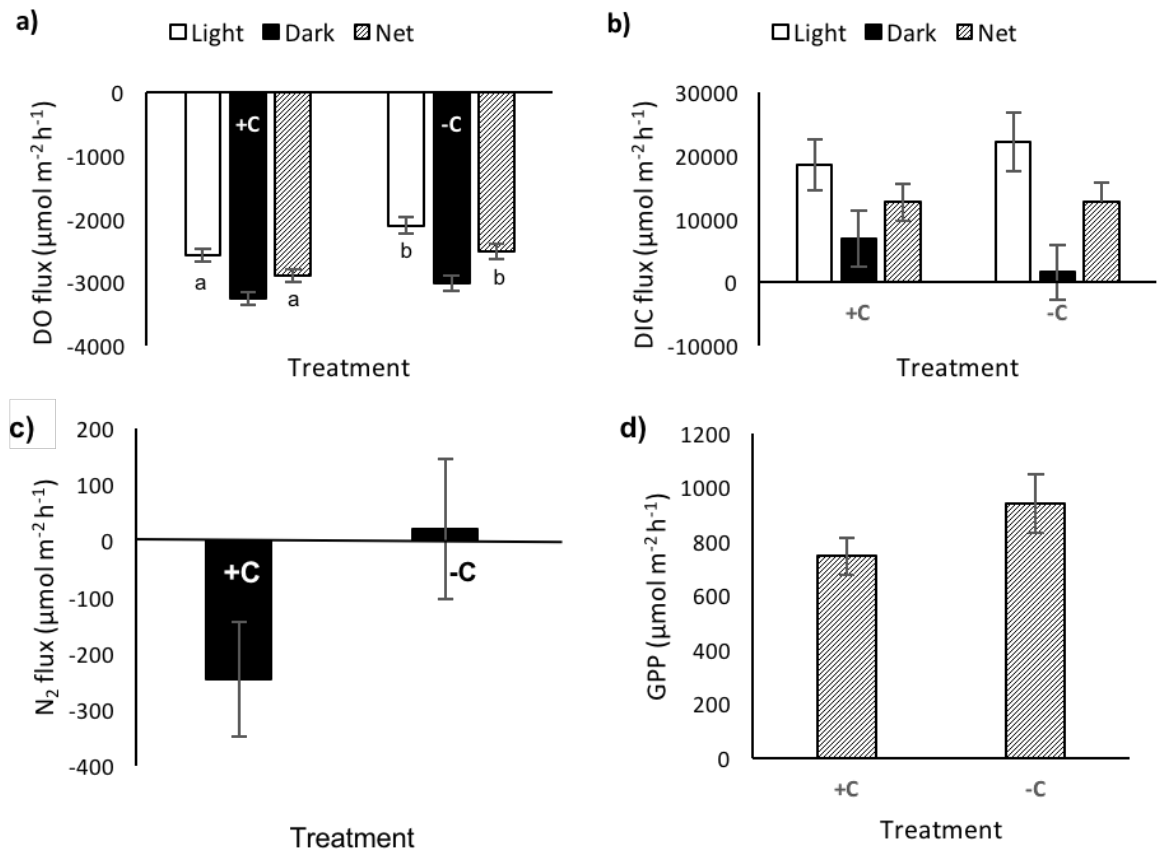 a)
Light Dark Net
0
-1000
-2000
-3000
-4000
DO flux (µmol m⁻² h⁻¹)
+C
-C
a
a
b
b
Treatment
b)
Light Dark Net
30000
20000
10000
0
-10000
DIC flux (µmol m⁻² h⁻¹)
+C
-C
Treatment
c)
200
100
0
-100
-200
-300
-400
N₂ flux (µmol m⁻² h⁻¹)
+C
-C
Treatment
d)
1200
1000
800
600
400
200
0
GPP (µmol m⁻² h⁻¹)
+C
-C
Treatment